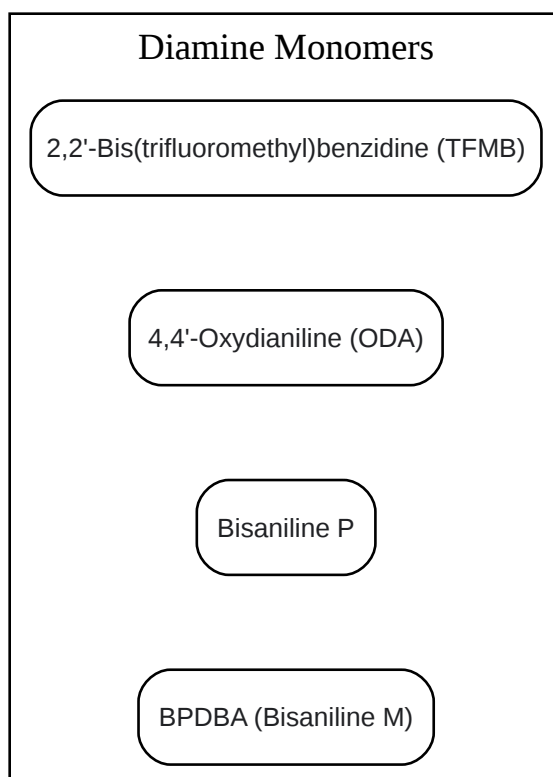 Diamine Monomers
2,2'-Bis(trifluoromethyl)benzidine (TFMB)
4,4'-Oxydianiline (ODA)
Bisaniline P
BPDBA (Bisaniline M)